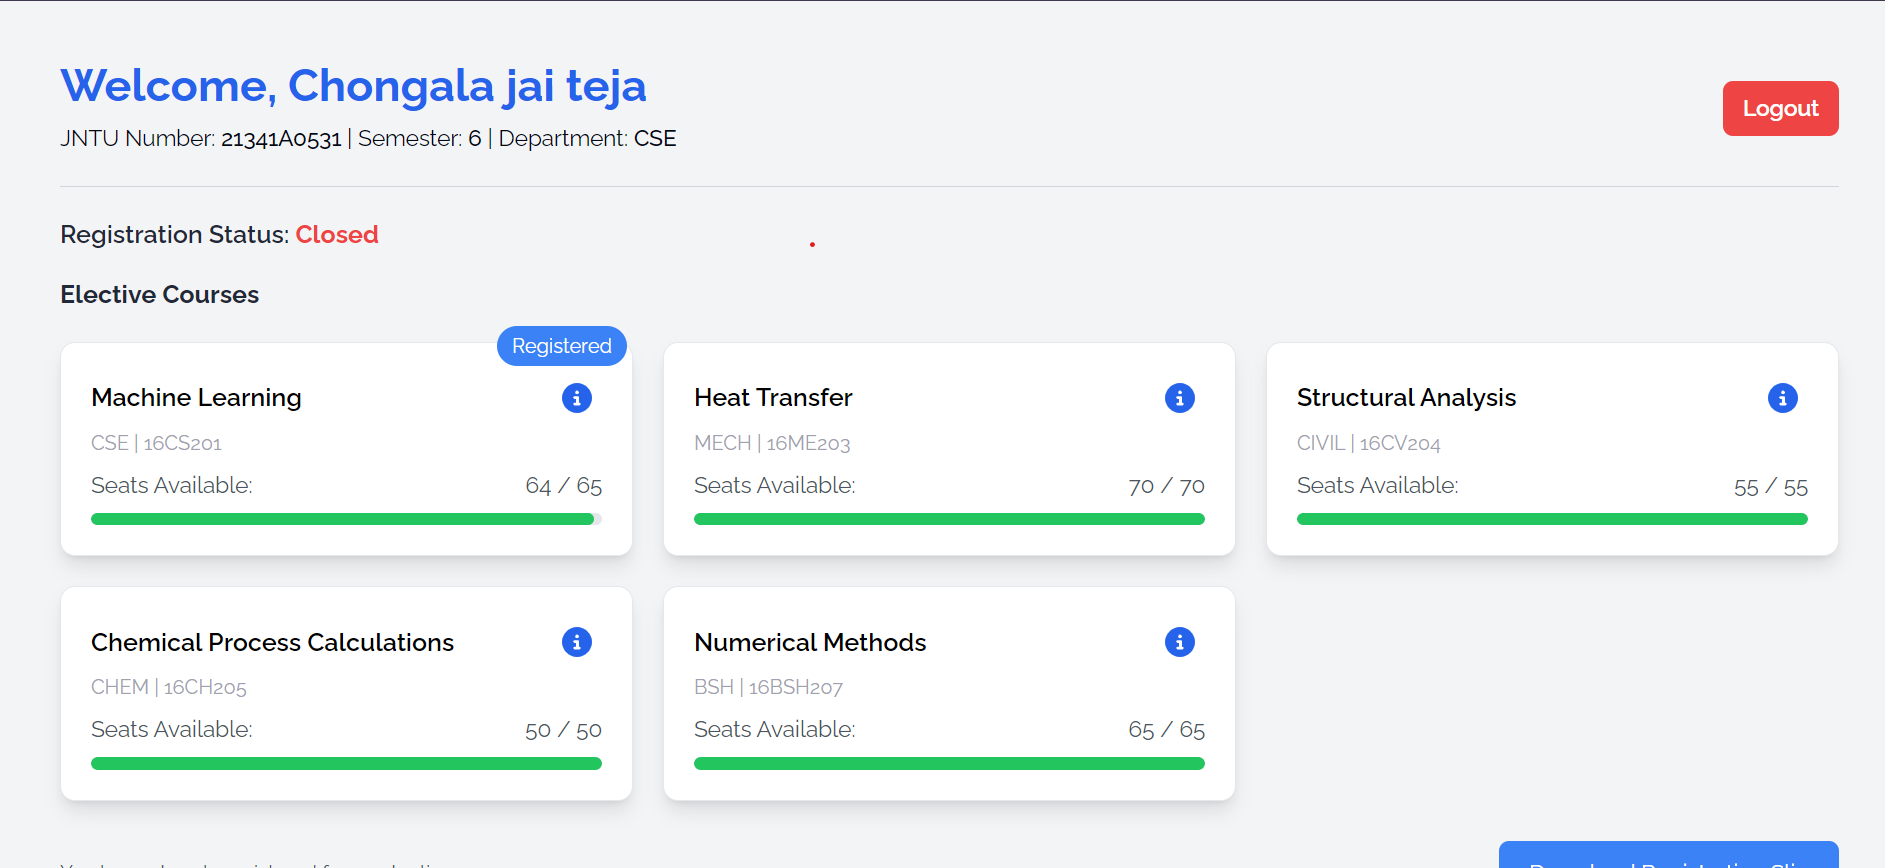 Welcome, Chongala jai teja
Logout
JNTU Number: 21341A0531 | Semester: 6 | Department: CSE
Registration Status: Closed
Elective Courses
Registered
Machine Learning
CSE | 16CS201
Seats Available: 64 / 65
Heat Transfer
MECH | 16ME203
Seats Available: 70 / 70
Structural Analysis
CIVIL | 16CV204
Seats Available: 55 / 55
Chemical Process Calculations
CHEM | 16CH205
Seats Available: 50 / 50
Numerical Methods
BSH | 16BSH207
Seats Available: 65 / 65
Download Registration Slip